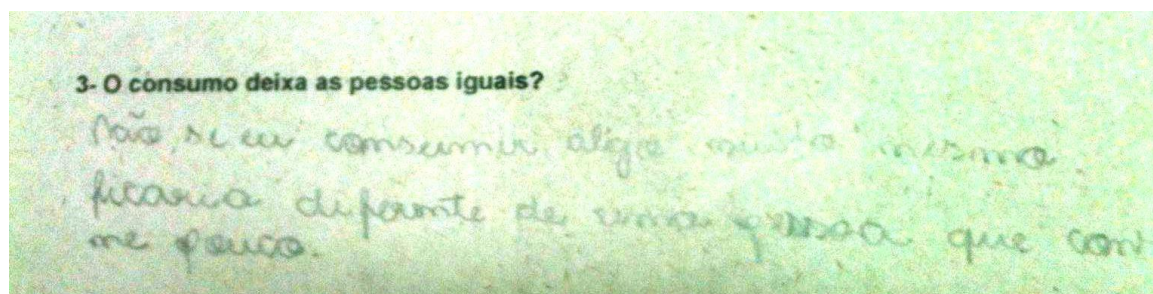 3- O consumo deixa as pessoas iguais?
Não, se eu consumir algo muito mesmo
ficaria diferente de uma pessoa que con
me pouco.